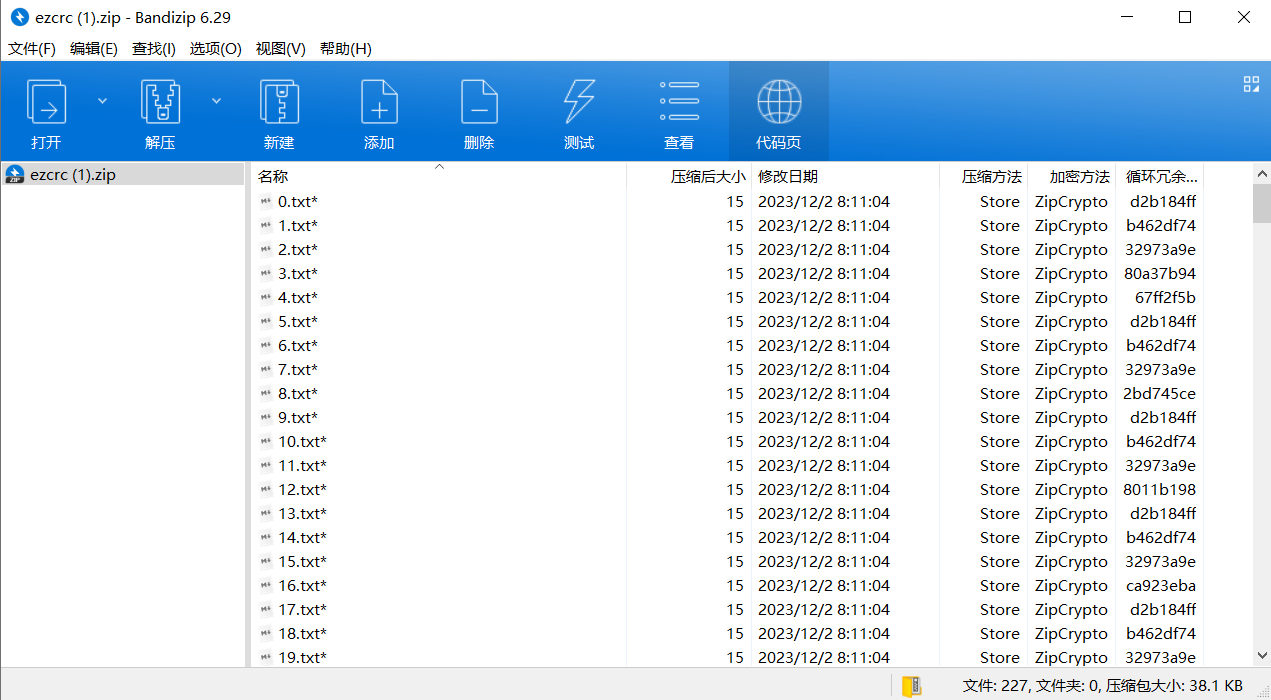 ezcrc (1).zip - Bandizip 6.29
文件(F) 编辑(E) 查找(I) 选项(O) 视图(V) 帮助(H)
打开 解压 新建 添加 删除 测试 查看 代码页
ezcrc (1).zip
名称 压缩后大小 修改日期 压缩方法 加密方法 循环冗余...
0.txt* 15 2023/12/2 8:11:04 Store ZipCrypto d2b184ff
1.txt* 15 2023/12/2 8:11:04 Store ZipCrypto b462df74
2.txt* 15 2023/12/2 8:11:04 Store ZipCrypto 32973a9e
3.txt* 15 2023/12/2 8:11:04 Store ZipCrypto 80a37b94
4.txt* 15 2023/12/2 8:11:04 Store ZipCrypto 67ff2f5b
5.txt* 15 2023/12/2 8:11:04 Store ZipCrypto d2b184ff
6.txt* 15 2023/12/2 8:11:04 Store ZipCrypto b462df74
7.txt* 15 2023/12/2 8:11:04 Store ZipCrypto 32973a9e
8.txt* 15 2023/12/2 8:11:04 Store ZipCrypto 2bd745ce
9.txt* 15 2023/12/2 8:11:04 Store ZipCrypto d2b184ff
10.txt* 15 2023/12/2 8:11:04 Store ZipCrypto b462df74
11.txt* 15 2023/12/2 8:11:04 Store ZipCrypto 32973a9e
12.txt* 15 2023/12/2 8:11:04 Store ZipCrypto 8011b198
13.txt* 15 2023/12/2 8:11:04 Store ZipCrypto d2b184ff
14.txt* 15 2023/12/2 8:11:04 Store ZipCrypto b462df74
15.txt* 15 2023/12/2 8:11:04 Store ZipCrypto 32973a9e
16.txt* 15 2023/12/2 8:11:04 Store ZipCrypto ca923eba
17.txt* 15 2023/12/2 8:11:04 Store ZipCrypto d2b184ff
18.txt* 15 2023/12/2 8:11:04 Store ZipCrypto b462df74
19.txt* 15 2023/12/2 8:11:04 Store ZipCrypto 32973a9e
文件: 227, 文件夹: 0, 压缩包大小: 38.1 KB